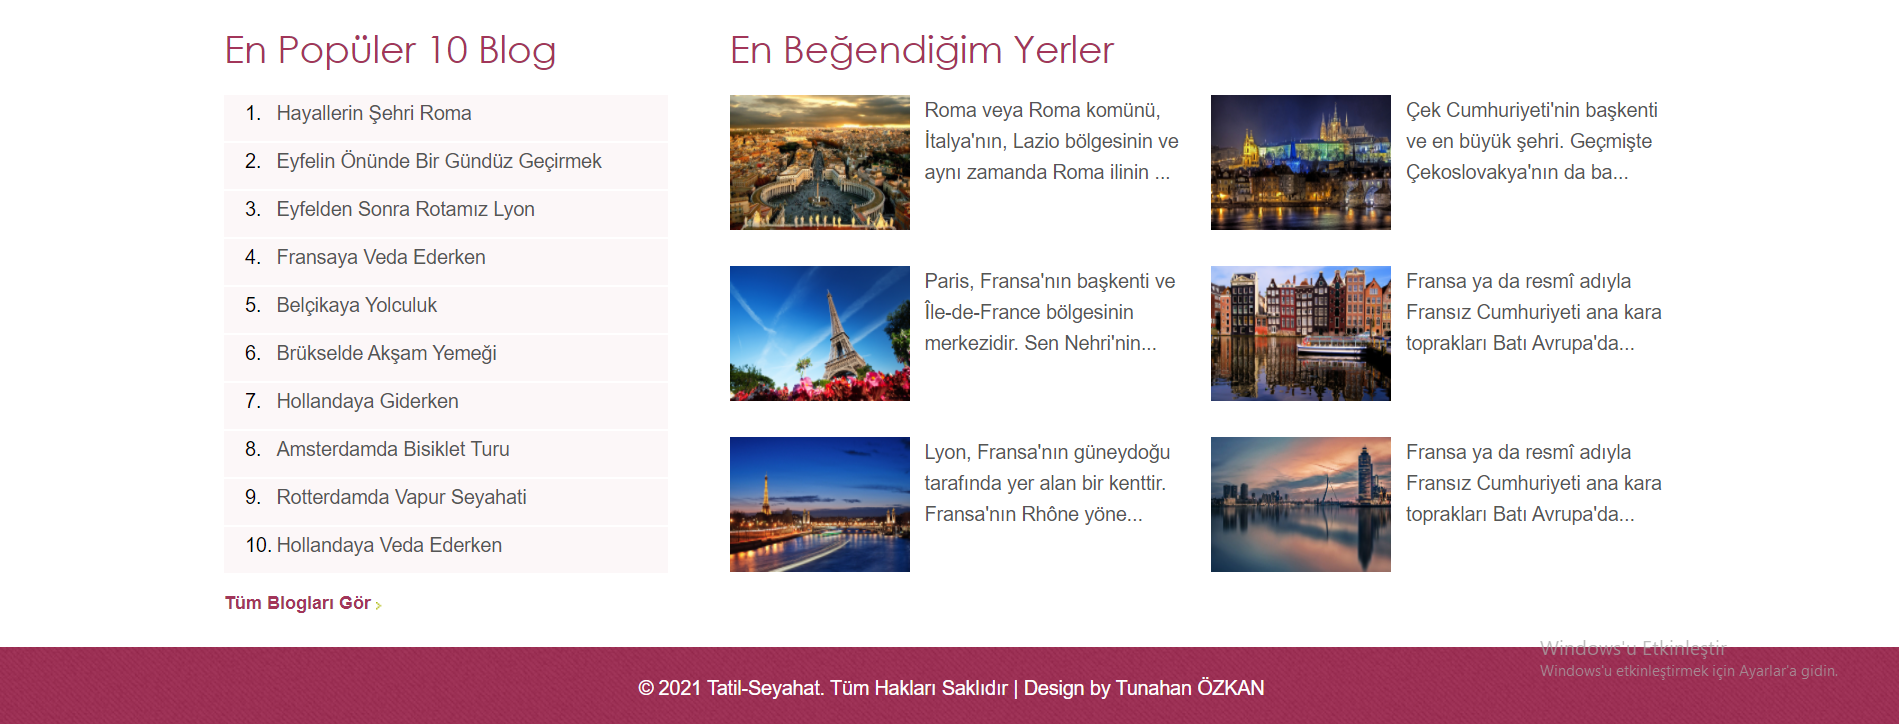 En Popüler 10 Blog
1. Hayallerin Şehri Roma
2. Eyfelin Önünde Bir Gündüz Geçirmek
3. Eyfelden Sonra Rotamız Lyon
4. Fransaya Veda Ederken
5. Belçikaya Yolculuk
6. Brükselde Akşam Yemeği
7. Hollandaya Giderken
8. Amsterdamda Bisiklet Turu
9. Rotterdamda Vapur Seyahati
10. Hollandaya Veda Ederken
Tüm Blogları Gör ›
En Beğendiğim Yerler
Roma veya Roma komünü,
İtalya'nın, Lazio bölgesinin ve
aynı zamanda Roma ilinin ...
Çek Cumhuriyeti'nin başkenti
ve en büyük şehri. Geçmişte
Çekoslovakya'nın da ba...
Paris, Fransa'nın başkenti ve
Île-de-France bölgesinin
merkezidir. Sen Nehri'nin...
Fransa ya da resmî adıyla
Fransız Cumhuriyeti ana kara
toprakları Batı Avrupa'da...
Lyon, Fransa'nın güneydoğu
tarafında yer alan bir kenttir.
Fransa'nın Rhône yöne...
Fransa ya da resmî adıyla
Fransız Cumhuriyeti ana kara
toprakları Batı Avrupa'da...
Windows'u Etkinleştir
Windows'u etkinleştirmek için Ayarlar'a gidin.
© 2021 Tatil-Seyahat. Tüm Hakları Saklıdır | Design by Tunahan ÖZKAN